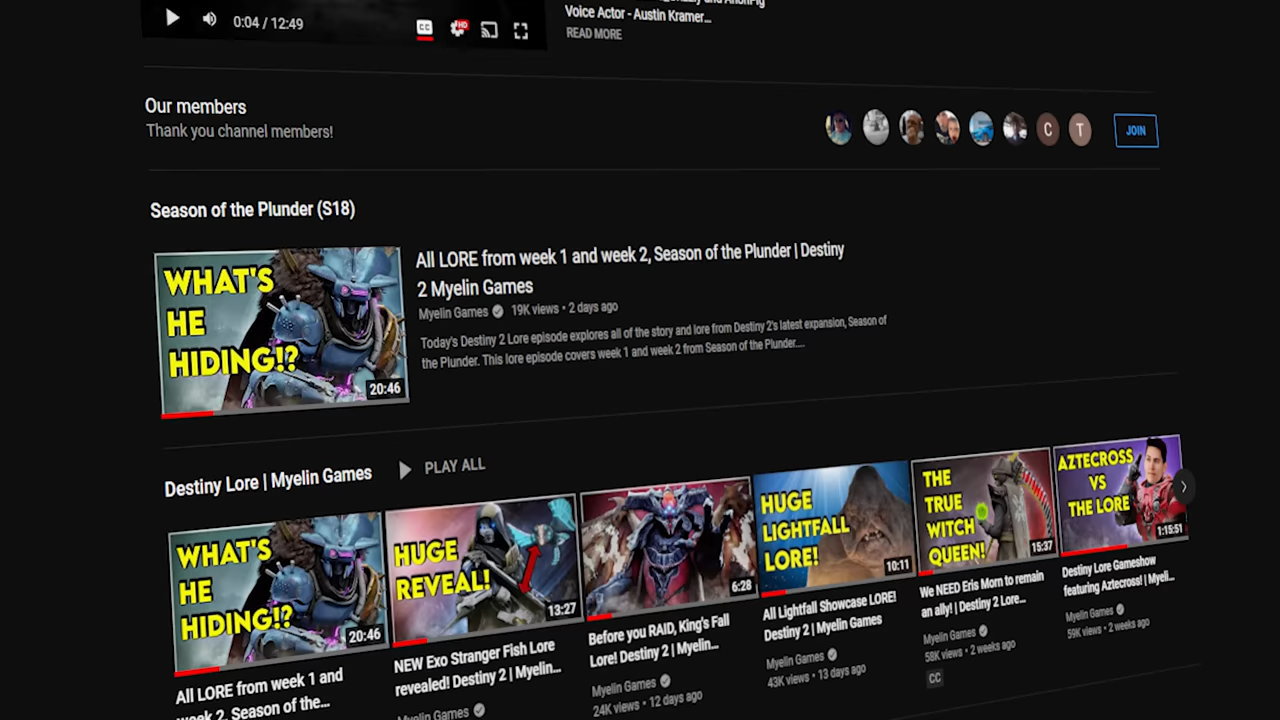 0:04 / 12:49
CC
HD
Voice Actor - Austin Kramer...
READ MORE
Our members
Thank you channel members!
C
T
JOIN
Season of the Plunder (S18)
WHAT'S
HE
HIDING!?
20:46
All LORE from week 1 and week 2, Season of the Plunder | Destiny
2 Myelin Games
Myelin Games 19K views • 2 days ago
Today's Destiny 2 Lore episode explores all of the story and lore from Destiny 2's latest expansion, Season of
the Plunder. This lore episode covers week 1 and week 2 from Season of the Plunder....
Destiny Lore | Myelin Games
PLAY ALL
WHAT'S
HE
HIDING!?
20:46
All LORE from week 1 and
week 2, Season of the...
HUGE
REVEAL!
13:27
NEW Exo Stranger Fish Lore
revealed! Destiny 2 | Myelin...
Myelin Games
6:28
Before you RAID, King's Fall
Lore! Destiny 2 | Myelin...
Myelin Games
24K views • 12 days ago
HUGE
LIGHTFALL
LORE!
10:11
All Lightfall Showcase LORE!
Destiny 2 | Myelin Games
Myelin Games
43K views • 13 days ago
THE
TRUE
WITCH
QUEEN!
15:37
We NEED Eris Morn to remain
an ally! | Destiny 2 Lore...
Myelin Games
58K views • 2 weeks ago
CC
AZTECROSS
VS
THE LORE
1:15:51
Destiny Lore Gameshow
featuring Aztecross! | Myeli...
Myelin Games
59K views • 2 weeks ago